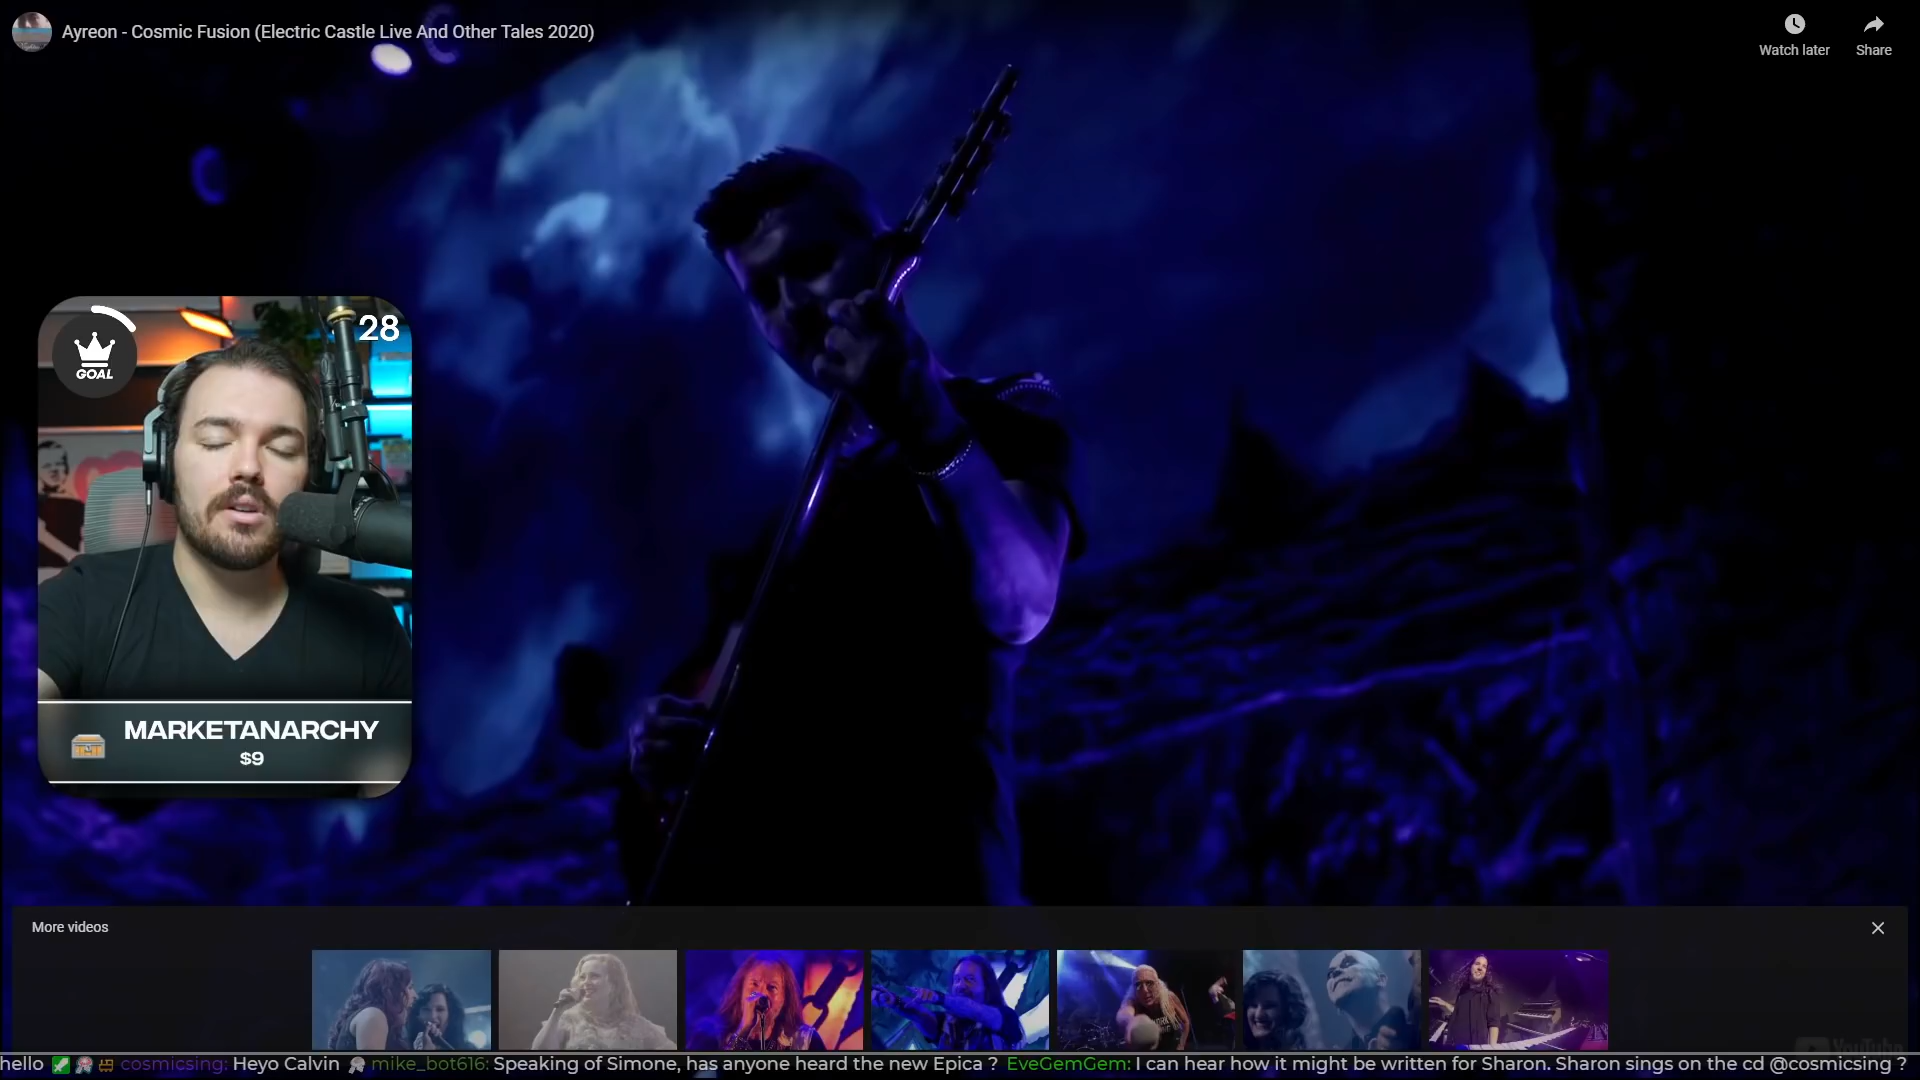 Ayreon - Cosmic Fusion (Electric Castle Live And Other Tales 2020)
Watch later
Share
28
GOAL
MARKETANARCHY
$9
More videos
YouTube
hello cosmicsing: Heyo Calvin mike_bot616: Speaking of Simone, has anyone heard the new Epica ? EveGemGem: I can hear how it might be written for Sharon. Sharon sings on the cd @cosmicsing ?